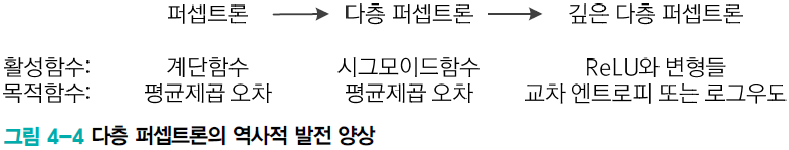 퍼셉트론 → 다층 퍼셉트론 → 깊은 다층 퍼셉트론
활성함수: 계단함수 시그모이드함수 ReLU와 변형들
목적함수: 평균제곱 오차 평균제곱 오차 교차 엔트로피 또는 로그우도
그림 4-4 다층 퍼셉트론의 역사적 발전 양상